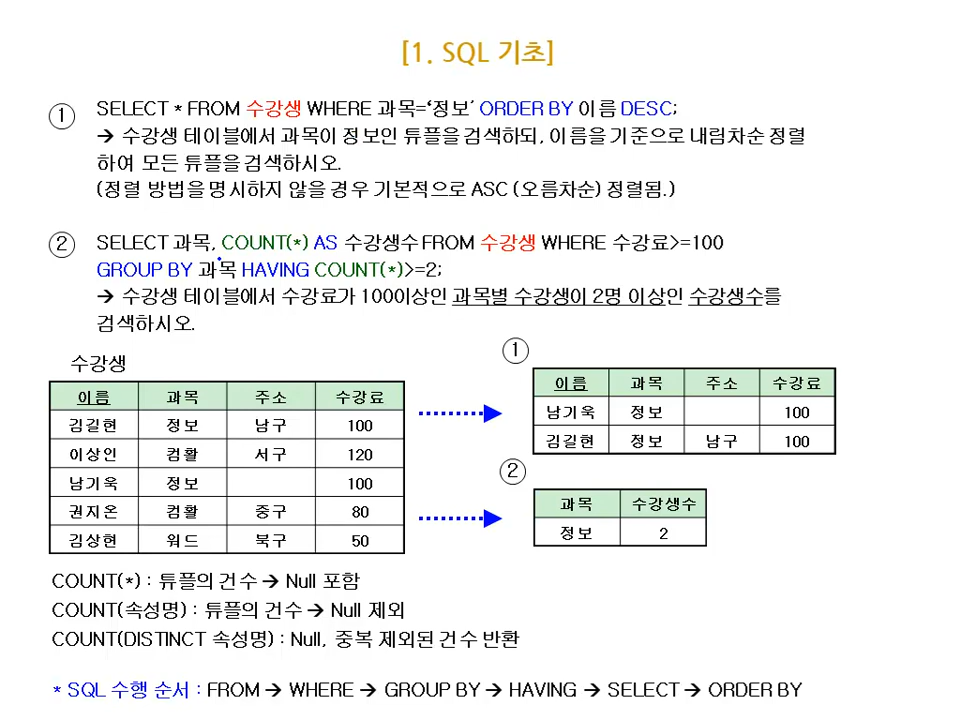 [1. SQL 기초]
① SELECT * FROM 수강생 WHERE 과목=‘정보’ ORDER BY 이름 DESC;
→ 수강생 테이블에서 과목이 정보인 튜플을 검색하되, 이름을 기준으로 내림차순 정렬
하여 모든 튜플을 검색하시오.
(정렬 방법을 명시하지 않을 경우 기본적으로 ASC (오름차순) 정렬됨.)
② SELECT 과목, COUNT(*) AS 수강생수 FROM 수강생 WHERE 수강료>=100
GROUP BY 과목 HAVING COUNT(*)>=2;
→ 수강생 테이블에서 수강료가 100이상인 과목별 수강생이 2명 이상인 수강생수를
검색하시오.
수강생
이름 과목 주소 수강료
김길현 정보 남구 100
이상인 컴활 서구 120
남기욱 정보 100
권지온 컴활 중구 80
김상현 워드 북구 50
①
이름 과목 주소 수강료
남기욱 정보 100
김길현 정보 남구 100
②
과목 수강생수
정보 2
COUNT(*) : 튜플의 건수 → Null 포함
COUNT(속성명) : 튜플의 건수 → Null 제외
COUNT(DISTINCT 속성명) : Null, 중복 제외된 건수 반환
* SQL 수행 순서 : FROM → WHERE → GROUP BY → HAVING → SELECT → ORDER BY